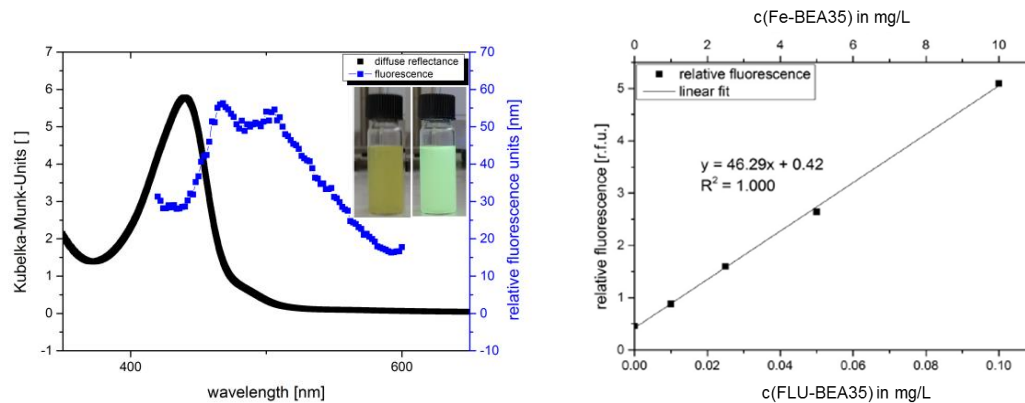 7
6
5
4
3
2
1
0
-1
Kubelka-Munk-Units [ ]
diffuse reflectance
fluorescence
70
60
50
40
30
20
10
0
-10
relative fluorescence units [nm]
400
500
600
wavelength [nm]
c(Fe-BEA35) in mg/L
0 2 4 6 8 10
relative fluorescence
linear fit
y = 46.29x + 0.42
R² = 1.000
5
4
3
2
1
0
relative fluorescence [r.f.u.]
0.00 0.02 0.04 0.06 0.08 0.10
c(FLU-BEA35) in mg/L